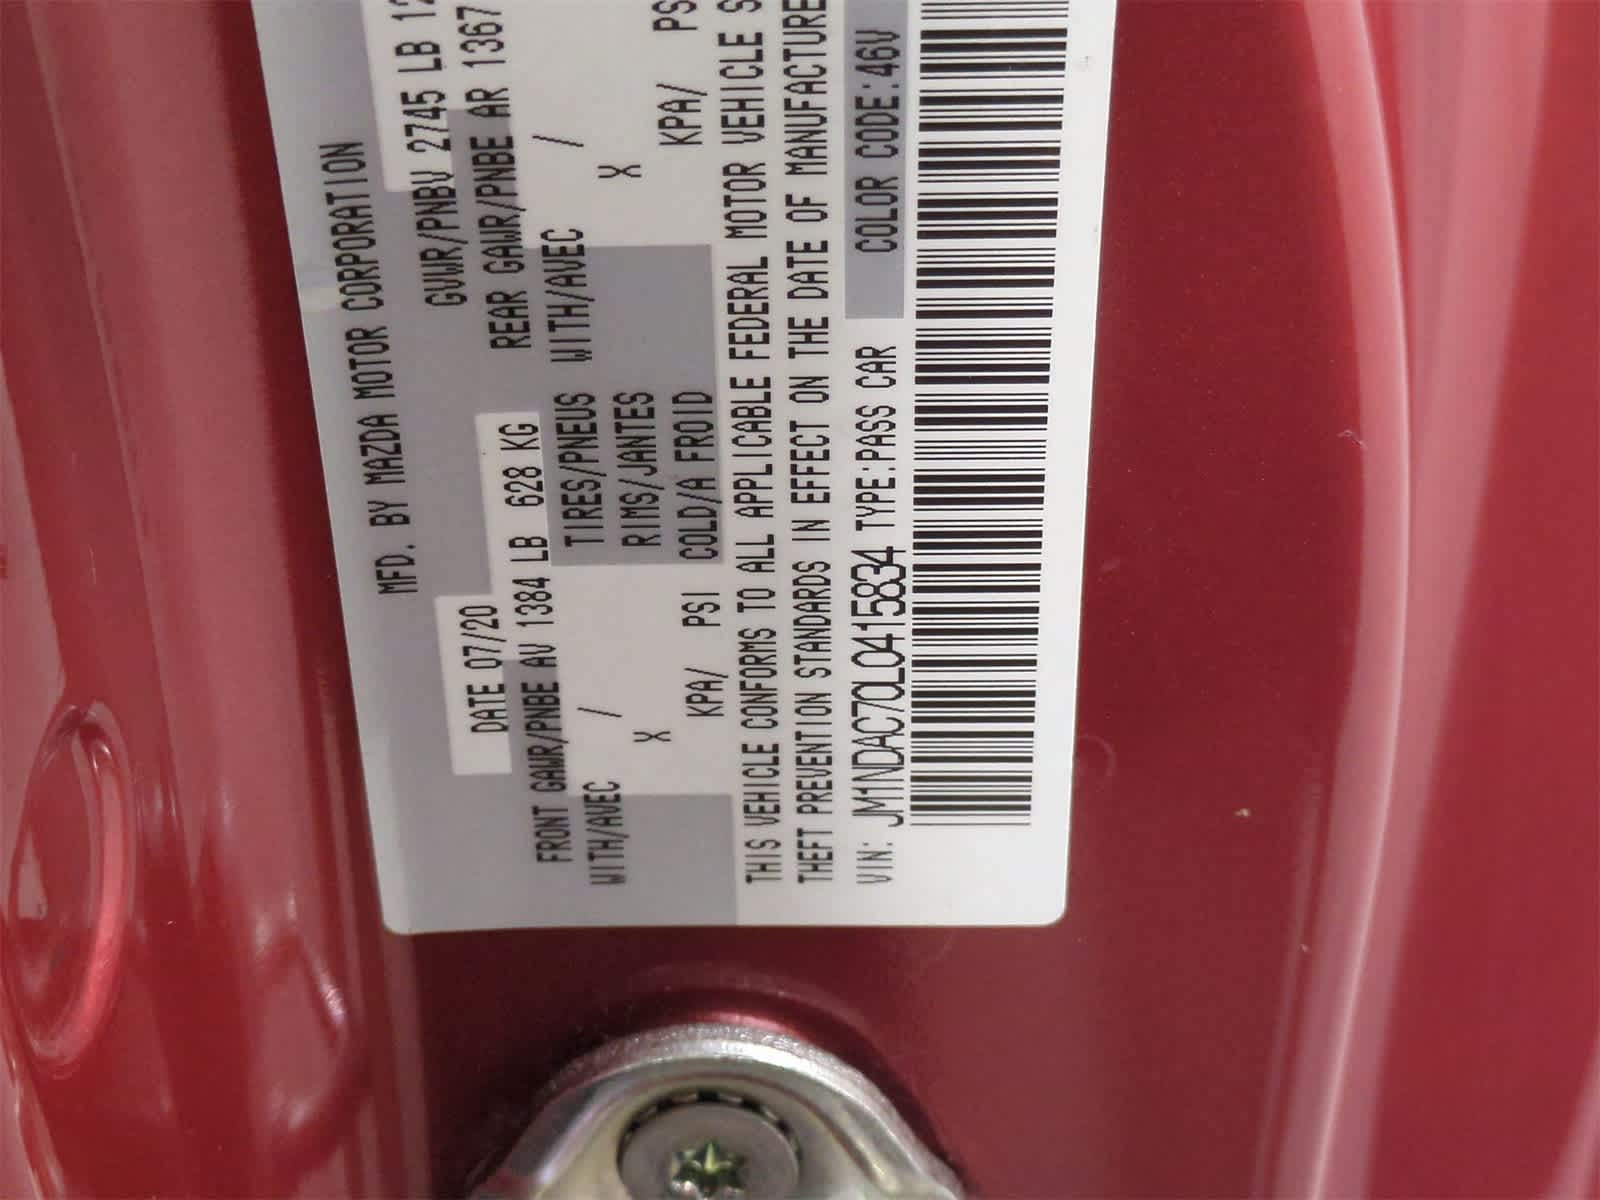 MFD. BY MAZDA MOTOR CORPORATION
DATE 07/20
GVWR/PNBV 2745 LB 12
FRONT GAWR/PNBE AV 1384 LB 628 KG
REAR GAWR/PNBE AR 1367
WITH/AVEC / TIRES/PNEUS WITH/AVEC /
X RIMS/JANTES X
KPA/ PSI COLD/A FROID KPA/ PS
THIS VEHICLE CONFORMS TO ALL APPLICABLE FEDERAL MOTOR VEHICLE S
THEFT PREVENTION STANDARDS IN EFFECT ON THE DATE OF MANUFACTURE
VIN: JM1NDAC70L0415834 TYPE:PASS CAR COLOR CODE:46V